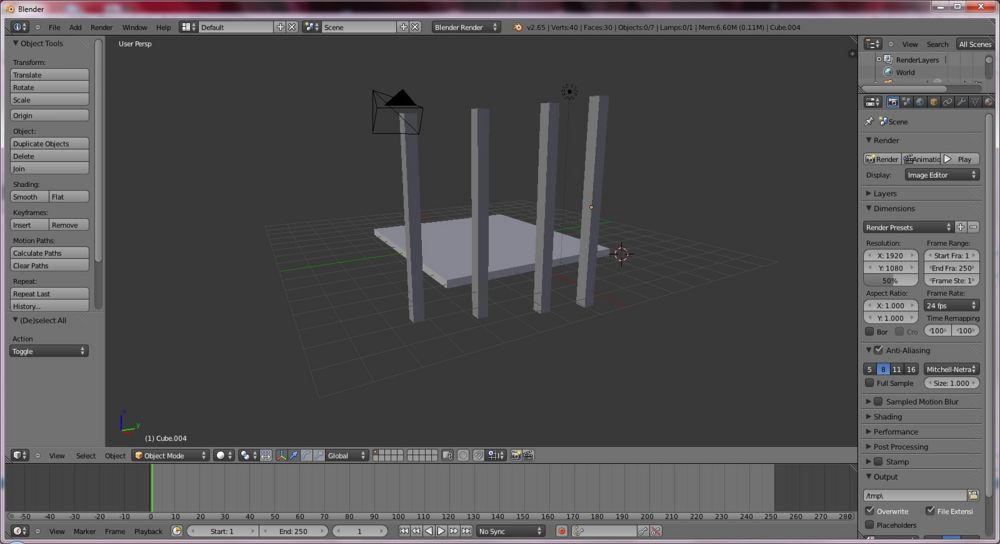 Blender
File Add Render Window Help Default Scene Blender Render v2.65 | Verts:40 | Faces:30 | Objects:0/7 | Lamps:0/1 | Mem:6.60M (0.11M) | Cube.004
Object Tools
Transform:
Translate
Rotate
Scale
Origin
Object:
Duplicate Objects
Delete
Join
Shading:
Smooth Flat
Keyframes:
Insert Remove
Motion Paths:
Calculate Paths
Clear Paths
Repeat:
Repeat Last
History...
(De)select All
Action
Toggle
User Persp
(1) Cube.004
View Select Object Object Mode Global
View Search All Scenes
RenderLayers
World
Scene
Render
Render Animatic Play
Display: Image Editor
Layers
Dimensions
Render Presets
Resolution: Frame Range:
X: 1920 Start Fra: 1
Y: 1080 End Fra: 250
50% Frame Ste: 1
Aspect Ratio: Frame Rate:
X: 1.000 24 fps
Y: 1.000 Time Remapping
Bor Cro 100 100
Anti-Aliasing
5 8 11 16 Mitchell-Netra
Full Sample Size: 1.000
Sampled Motion Blur
Shading
Performance
Post Processing
Stamp
Output
/tmp\
Overwrite File Extensi
Placeholders
-50 -40 -30 -20 -10 0 10 20 30 40 50 60 70 80 90 100 110 120 130 140 150 160 170 180 190 200 210 220 230 240 250 260 270 280
View Marker Frame Playback Start: 1 End: 250 1 No Sync